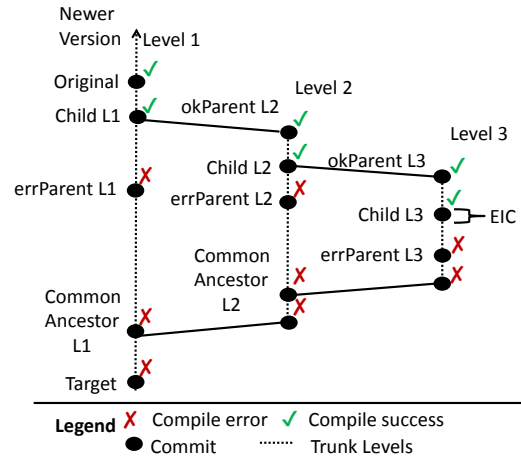 Newer
Version
Level 1
Original
Level 2
okParent L2
Child L1
Level 3
Child L2
okParent L3
errParent L1
errParent L2
Child L3
EIC
Common
Ancestor
L2
errParent L3
Common
Ancestor
L1
Target
Legend
Compile error
Compile success
Commit
Trunk Levels